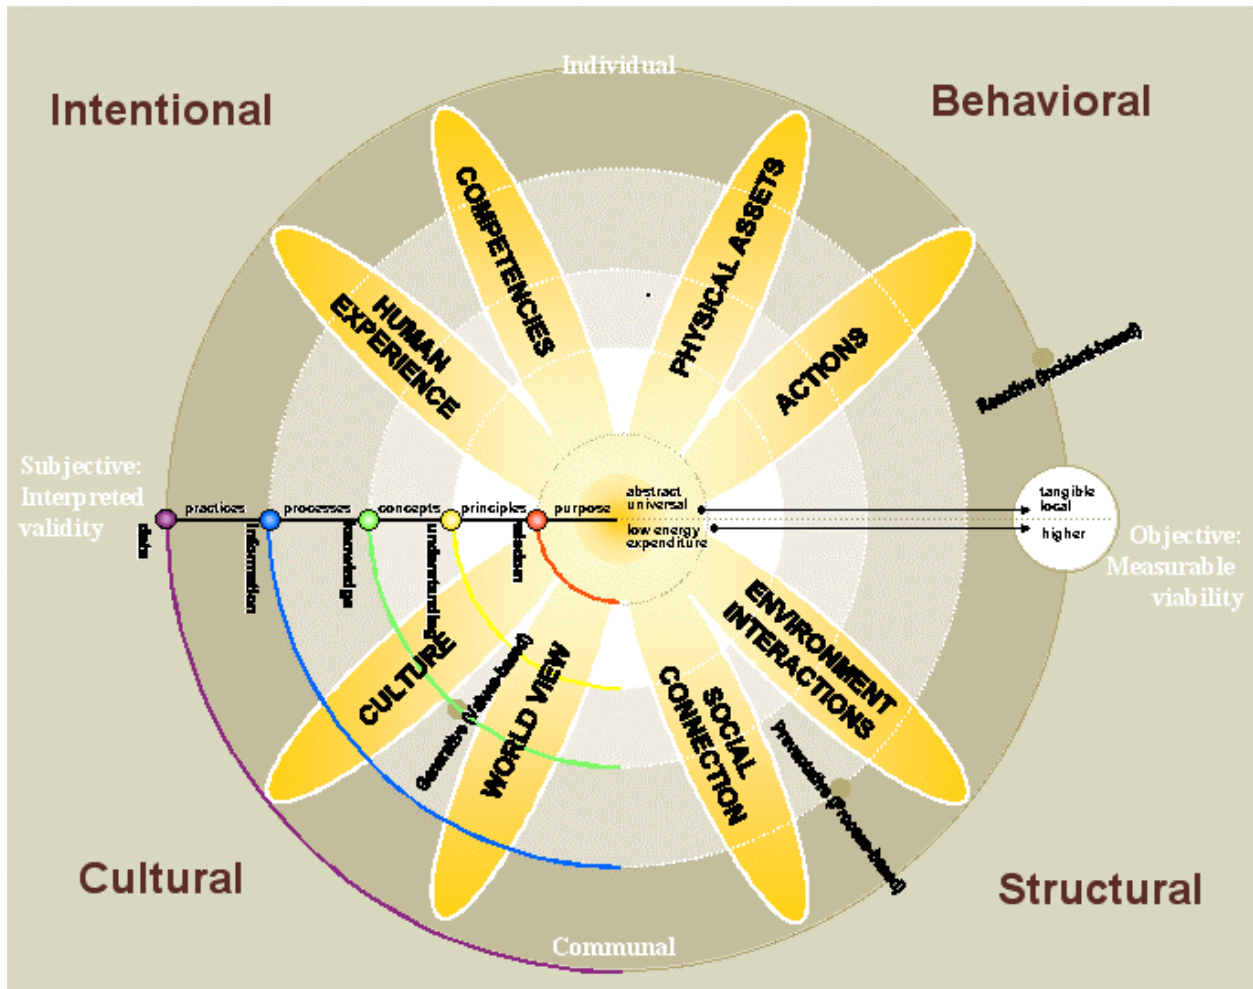 Individual
Intentional
Behavioral
COMPETENCIES
PHYSICAL ASSETS
HUMAN
EXPERIENCE
ACTIONS
Reactive (Incident-based)
Subjective:
Interpreted
validity
practices
processes
concepts
principles
purpose
data
information
knowledge
understanding
abstract
universal
low energy
expenditure
tangible
local
higher
Objective:
Measurable
viability
CULTURE
Generative (Values-based)
WORLD VIEW
SOCIAL
CONNECTION
ENVIRONMENT
INTERACTIONS
Preventative (Process-based)
Cultural
Structural
Communal